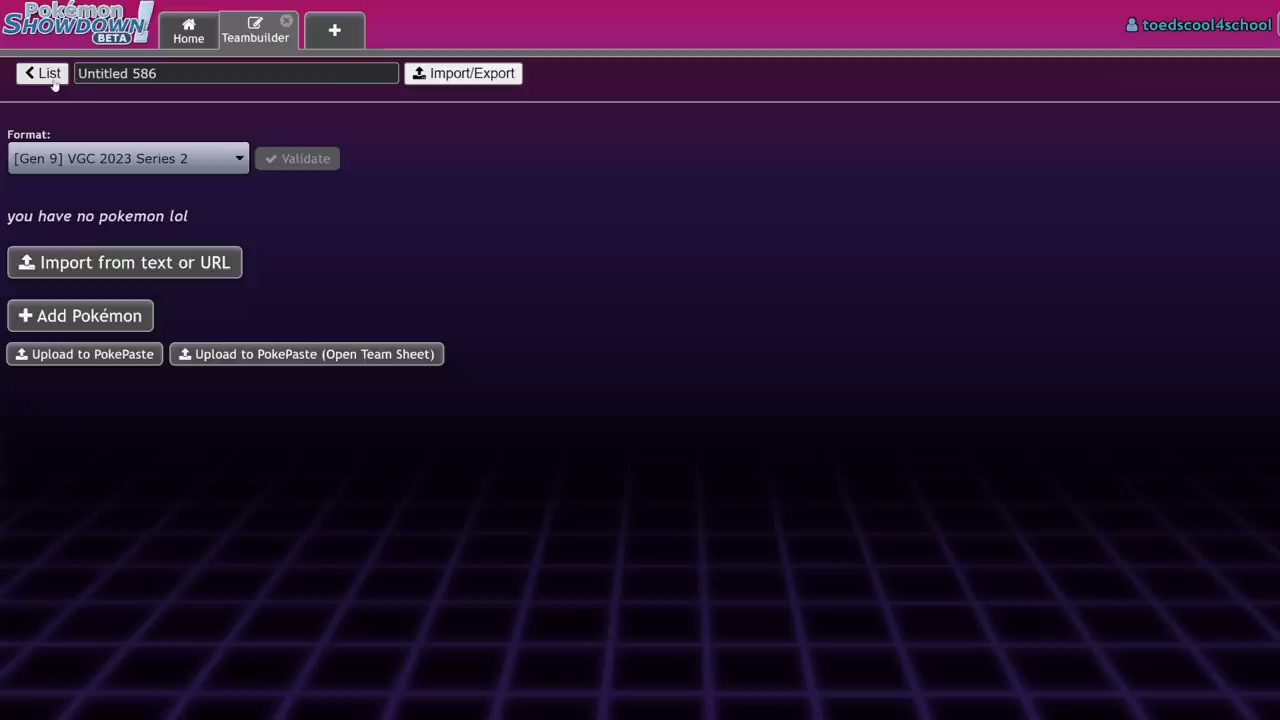 Pokémon
SHOWDOWN!
BETA
Home
Teambuilder
toedscool4school
List
Untitled 586
Import/Export
Format:
[Gen 9] VGC 2023 Series 2
Validate
you have no pokemon lol
Import from text or URL
Add Pokémon
Upload to PokePaste
Upload to PokePaste (Open Team Sheet)